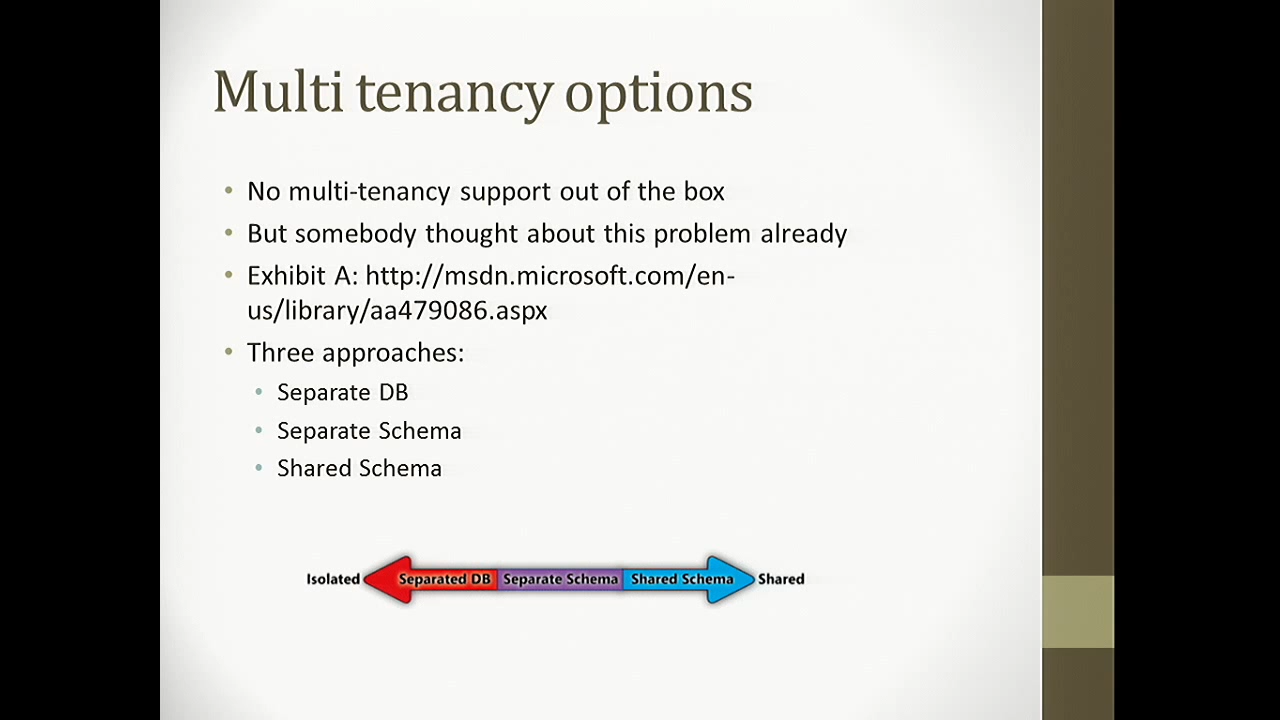 Multi tenancy options
• No multi-tenancy support out of the box
• But somebody thought about this problem already
• Exhibit A: http://msdn.microsoft.com/en-
us/library/aa479086.aspx
• Three approaches:
• Separate DB
• Separate Schema
• Shared Schema
Isolated Separated DB Separate Schema Shared Schema Shared